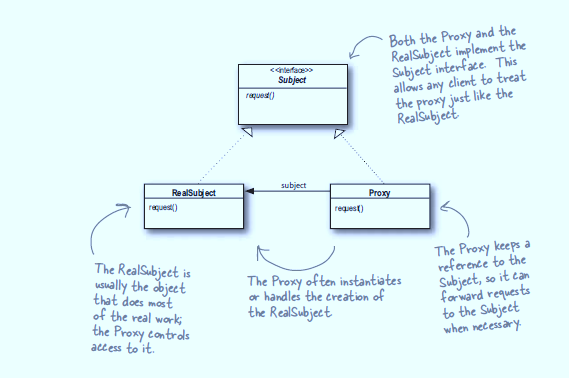 Both the Proxy and the
RealSubject implement the
Subject interface. This
allows any client to treat
the proxy just like the
RealSubject.
<<interface>>
Subject
request()
RealSubject
request()
subject
Proxy
request()
The RealSubject is
usually the object
that does most
of the real work;
the Proxy controls
access to it.
The Proxy often instantiates
or handles the creation of
the RealSubject.
The Proxy keeps a
reference to the
Subject, so it can
forward requests
to the Subject
when necessary.